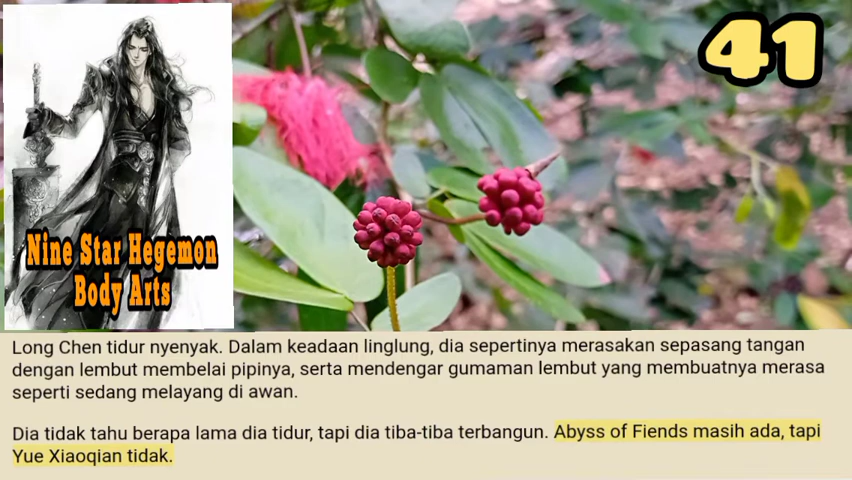 41
Nine Star Hegemon
Body Arts
Long Chen tidur nyenyak. Dalam keadaan linglung, dia sepertinya merasakan sepasang tangan
dengan lembut membelai pipinya, serta mendengar gumaman lembut yang membuatnya merasa
seperti sedang melayang di awan.
Dia tidak tahu berapa lama dia tidur, tapi dia tiba-tiba terbangun. Abyss of Fiends masih ada, tapi
Yue Xiaoqian tidak.